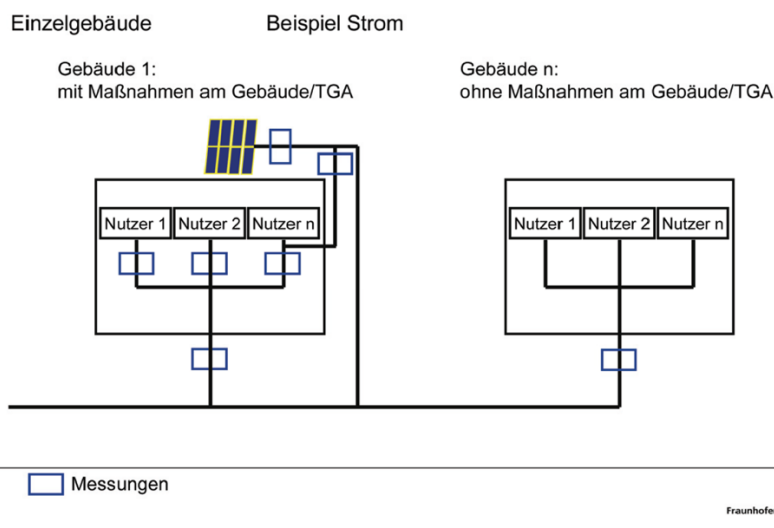 Einzelgebäude Beispiel Strom
Gebäude 1:
mit Maßnahmen am Gebäude/TGA
Gebäude n:
ohne Maßnahmen am Gebäude/TGA
Nutzer 1 Nutzer 2 Nutzer n
Nutzer 1 Nutzer 2 Nutzer n
Messungen
Fraunhofer